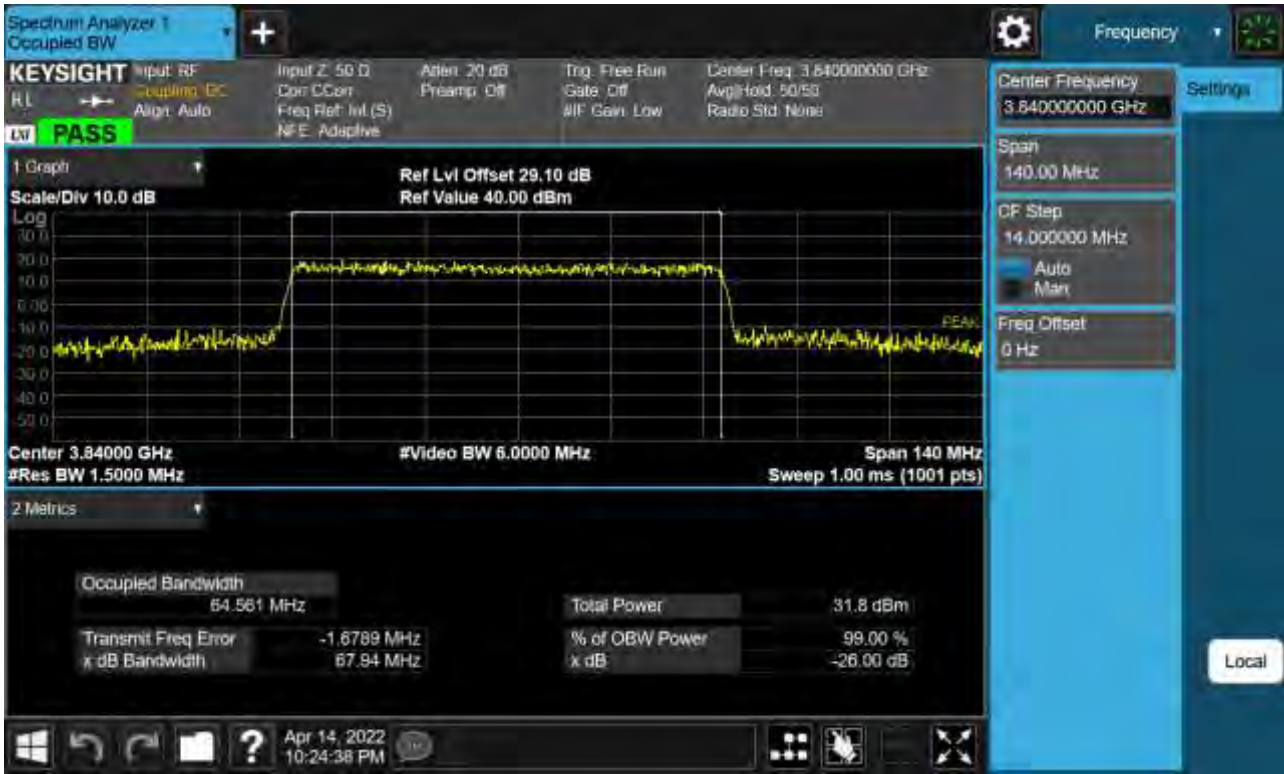 Spectrum Analyzer 1
Occupied BW
Frequency
KEYSIGHT
Input: RF
Coupling: DC
Align: Auto
RL
PASS
Input Z: 50 Ω
Corr CCorr
Freq Ref: Int (S)
NFE: Adaptive
Atten: 20 dB
Preamp: Off
Trig: Free Run
Gate: Off
#IF Gain: Low
Center Freq: 3.840000000 GHz
Avg|Hold: 50/50
Radio Std: None
Center Frequency
3.840000000 GHz
Settings
Span
140.00 MHz
CF Step
14.000000 MHz
Auto
Man
Freq Offset
0 Hz
1 Graph
Scale/Div 10.0 dB
Ref Lvl Offset 29.10 dB
Ref Value 40.00 dBm
Log
30.0
20.0
10.0
0.00
-10.0
-20.0
-30.0
-40.0
-50.0
PEAK
Center 3.84000 GHz
#Res BW 1.5000 MHz
#Video BW 6.0000 MHz
Span 140 MHz
Sweep 1.00 ms (1001 pts)
2 Metrics
Occupied Bandwidth
64.561 MHz
Total Power 31.8 dBm
Transmit Freq Error -1.6789 MHz
% of OBW Power 99.00 %
x dB Bandwidth 67.94 MHz
x dB -26.00 dB
Local
Apr 14, 2022
10:24:38 PM